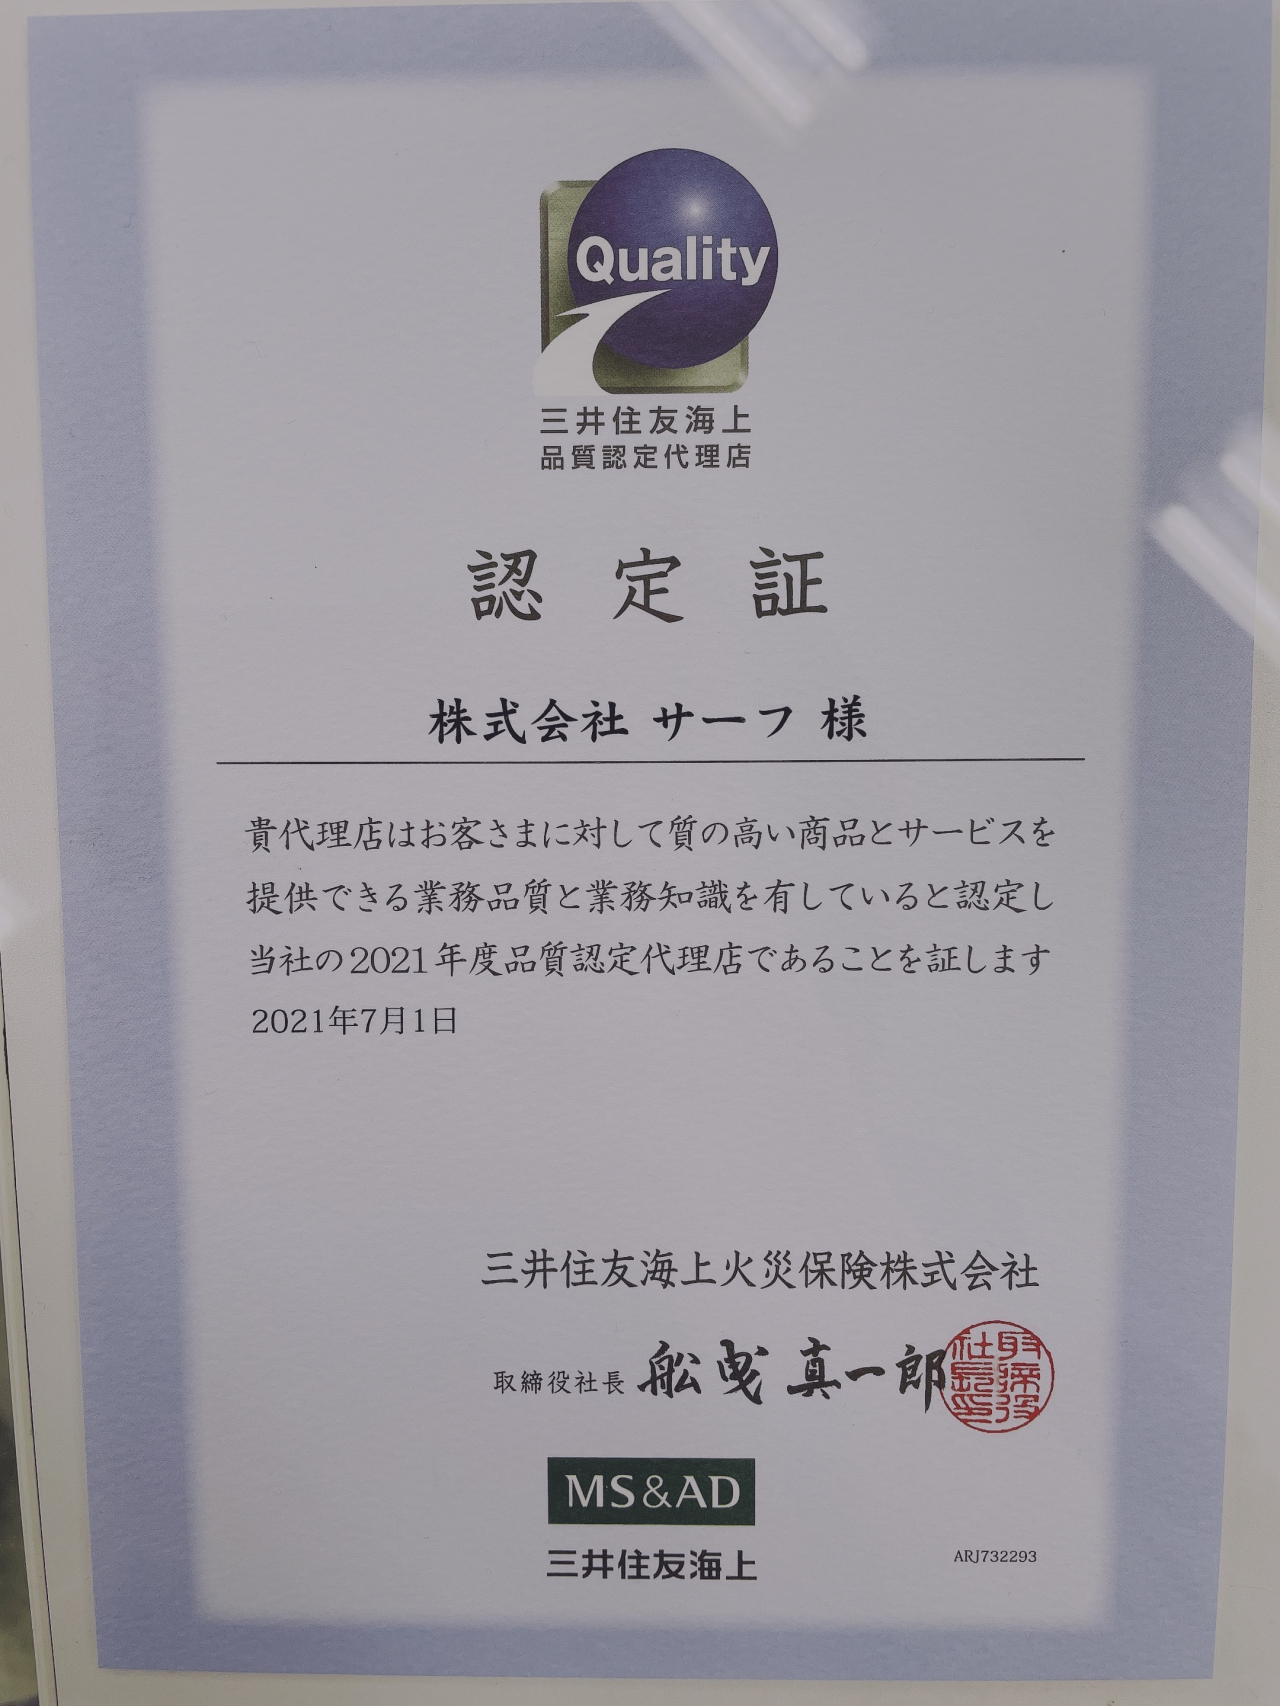 Quality
三井住友海上
品質認定代理店
認定証
株式会社 サーフ 様
貴代理店はお客さまに対して質の高い商品とサービスを
提供できる業務品質と業務知識を有していると認定し
当社の2021年度品質認定代理店であることを証します
2021年7月1日
三井住友海上火災保険株式会社
取締役社長 舩曵 真一郎
取締役
社長印
MS&AD
三井住友海上
ARJ732293